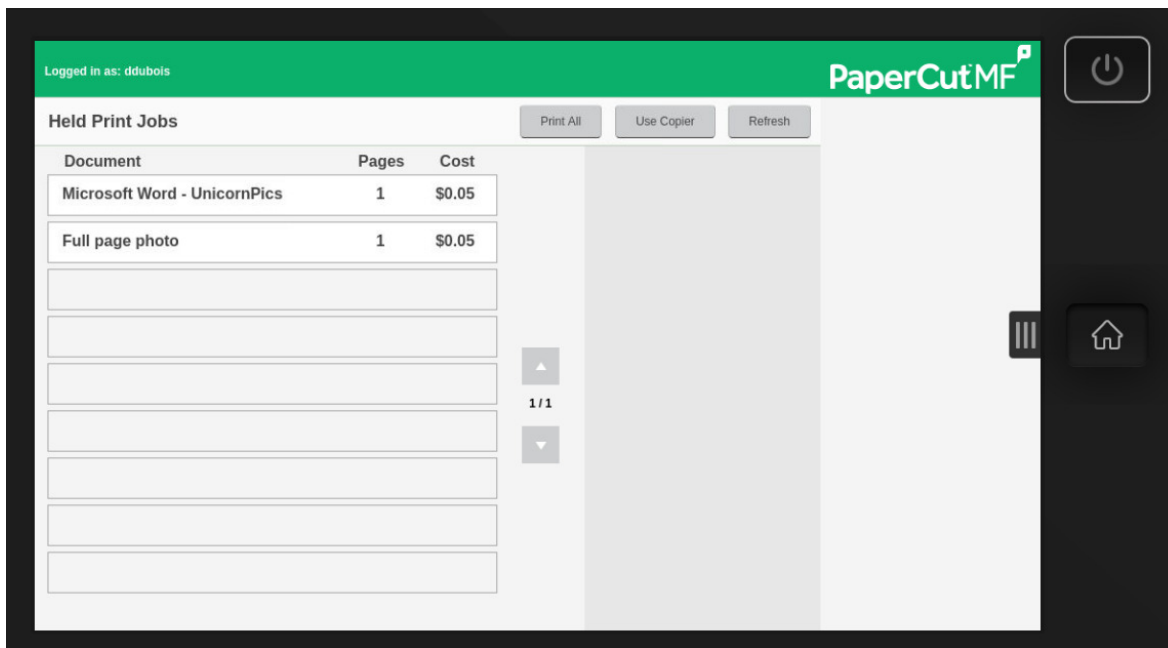 Logged in as: ddubois
PaperCut MF
Held Print Jobs
Print All Use Copier Refresh
Document Pages Cost
Microsoft Word - UnicornPics 1 $0.05
Full page photo 1 $0.05
1 / 1